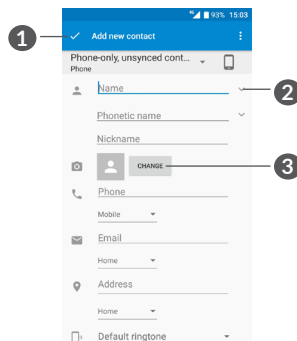 4G 93% 15:03
1
Add new contact
Phone-only, unsynced cont...
Phone
Name
2
Phonetic name
Nickname
CHANGE
3
Phone
Mobile
Email
Home
Address
Home
Default ringtone